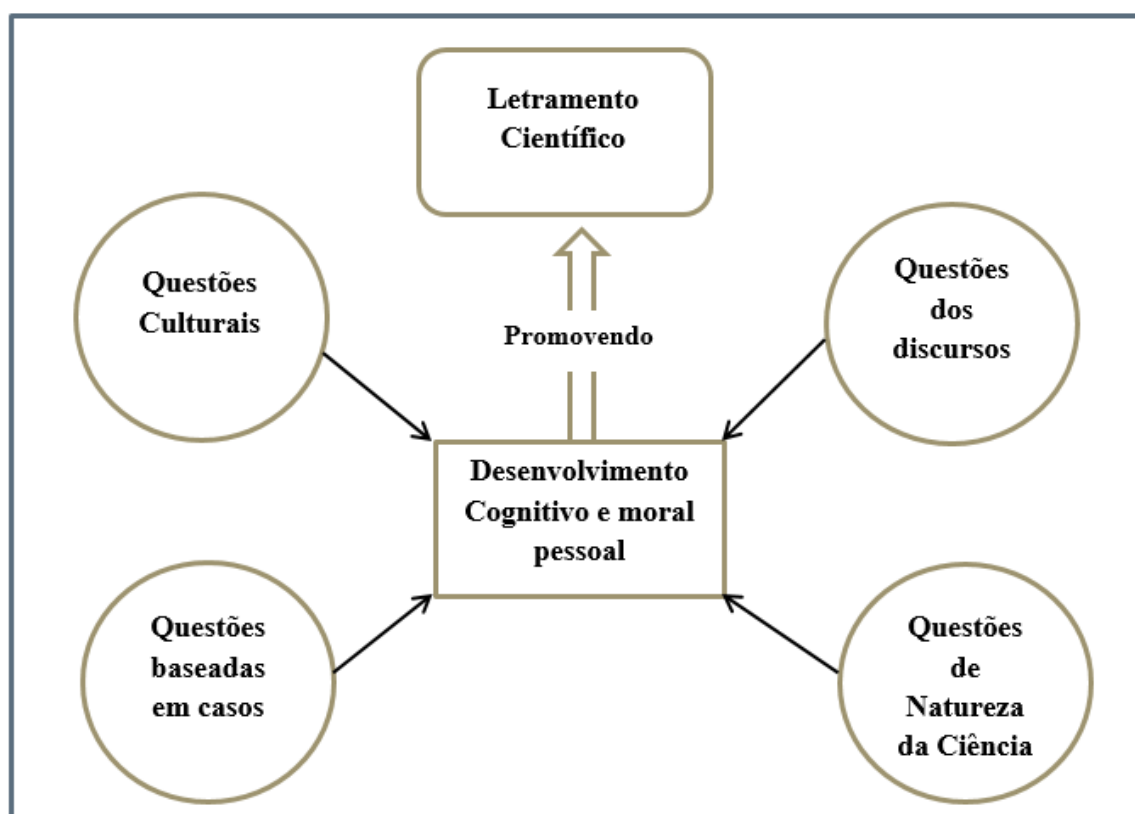 Letramento
Científico
Questões
Culturais
Questões
dos
discursos
Promovendo
Desenvolvimento
Cognitivo e moral
pessoal
Questões
baseadas
em casos
Questões
de
Natureza
da Ciência